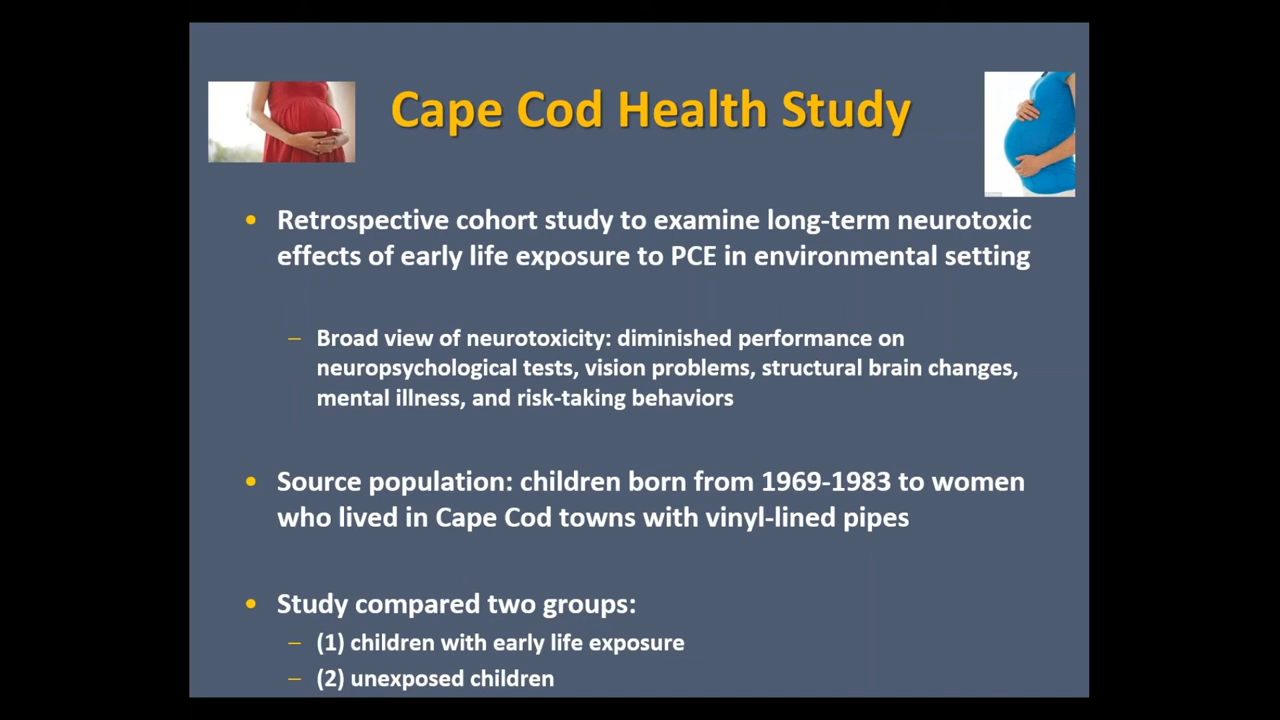 Cape Cod Health Study
• Retrospective cohort study to examine long-term neurotoxic
effects of early life exposure to PCE in environmental setting
– Broad view of neurotoxicity: diminished performance on
neuropsychological tests, vision problems, structural brain changes,
mental illness, and risk-taking behaviors
• Source population: children born from 1969-1983 to women
who lived in Cape Cod towns with vinyl-lined pipes
• Study compared two groups:
– (1) children with early life exposure
– (2) unexposed children